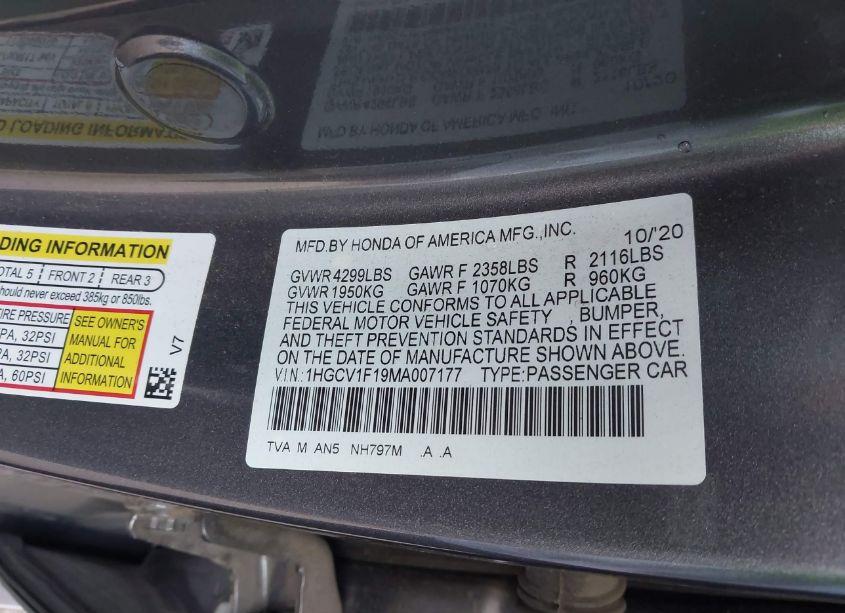 DING INFORMATION
OTAL 5 FRONT 2 REAR 3
hould never exceed 385kg or 850lbs.
IRE PRESSURE
PA, 32PSI
PA, 32PSI
A, 60PSI
SEE OWNER'S
MANUAL FOR
ADDITIONAL
INFORMATION
V7
MFD.BY HONDA OF AMERICA MFG.,INC. 10/'20
GVWR 4299LBS GAWR F 2358LBS R 2116LBS
GVWR 1950KG GAWR F 1070KG R 960KG
THIS VEHICLE CONFORMS TO ALL APPLICABLE
FEDERAL MOTOR VEHICLE SAFETY , BUMPER,
AND THEFT PREVENTION STANDARDS IN EFFECT
ON THE DATE OF MANUFACTURE SHOWN ABOVE.
V.I.N.:1HGCV1F19MA007177 TYPE:PASSENGER CAR
TVA M AN5 NH797M .A .A